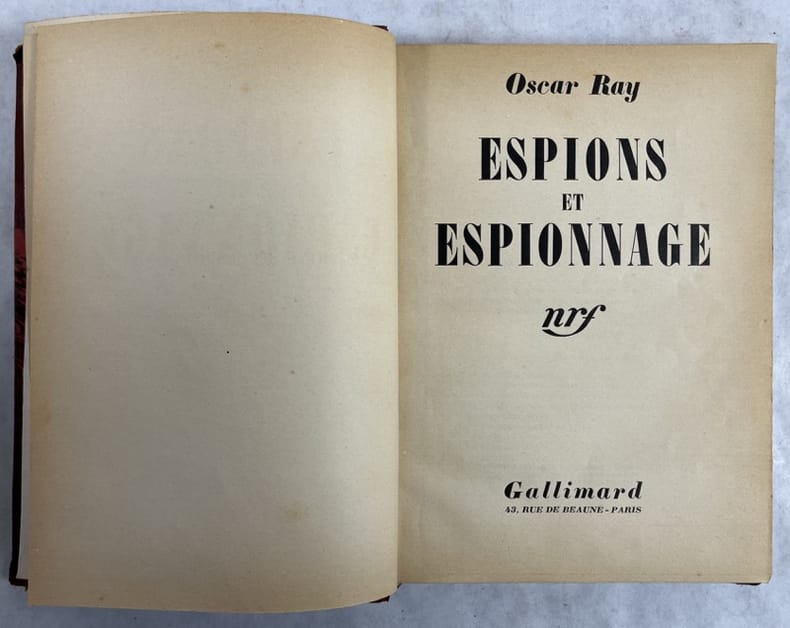 Oscar Ray
ESPIONS
ET
ESPIONNAGE
nrf
Gallimard
43, RUE DE BEAUNE - PARIS